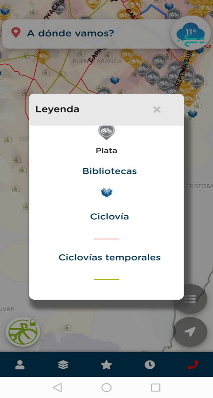 A dónde vamos?
11°
Leyenda
Plata
Bibliotecas
Ciclovía
Ciclovías temporales